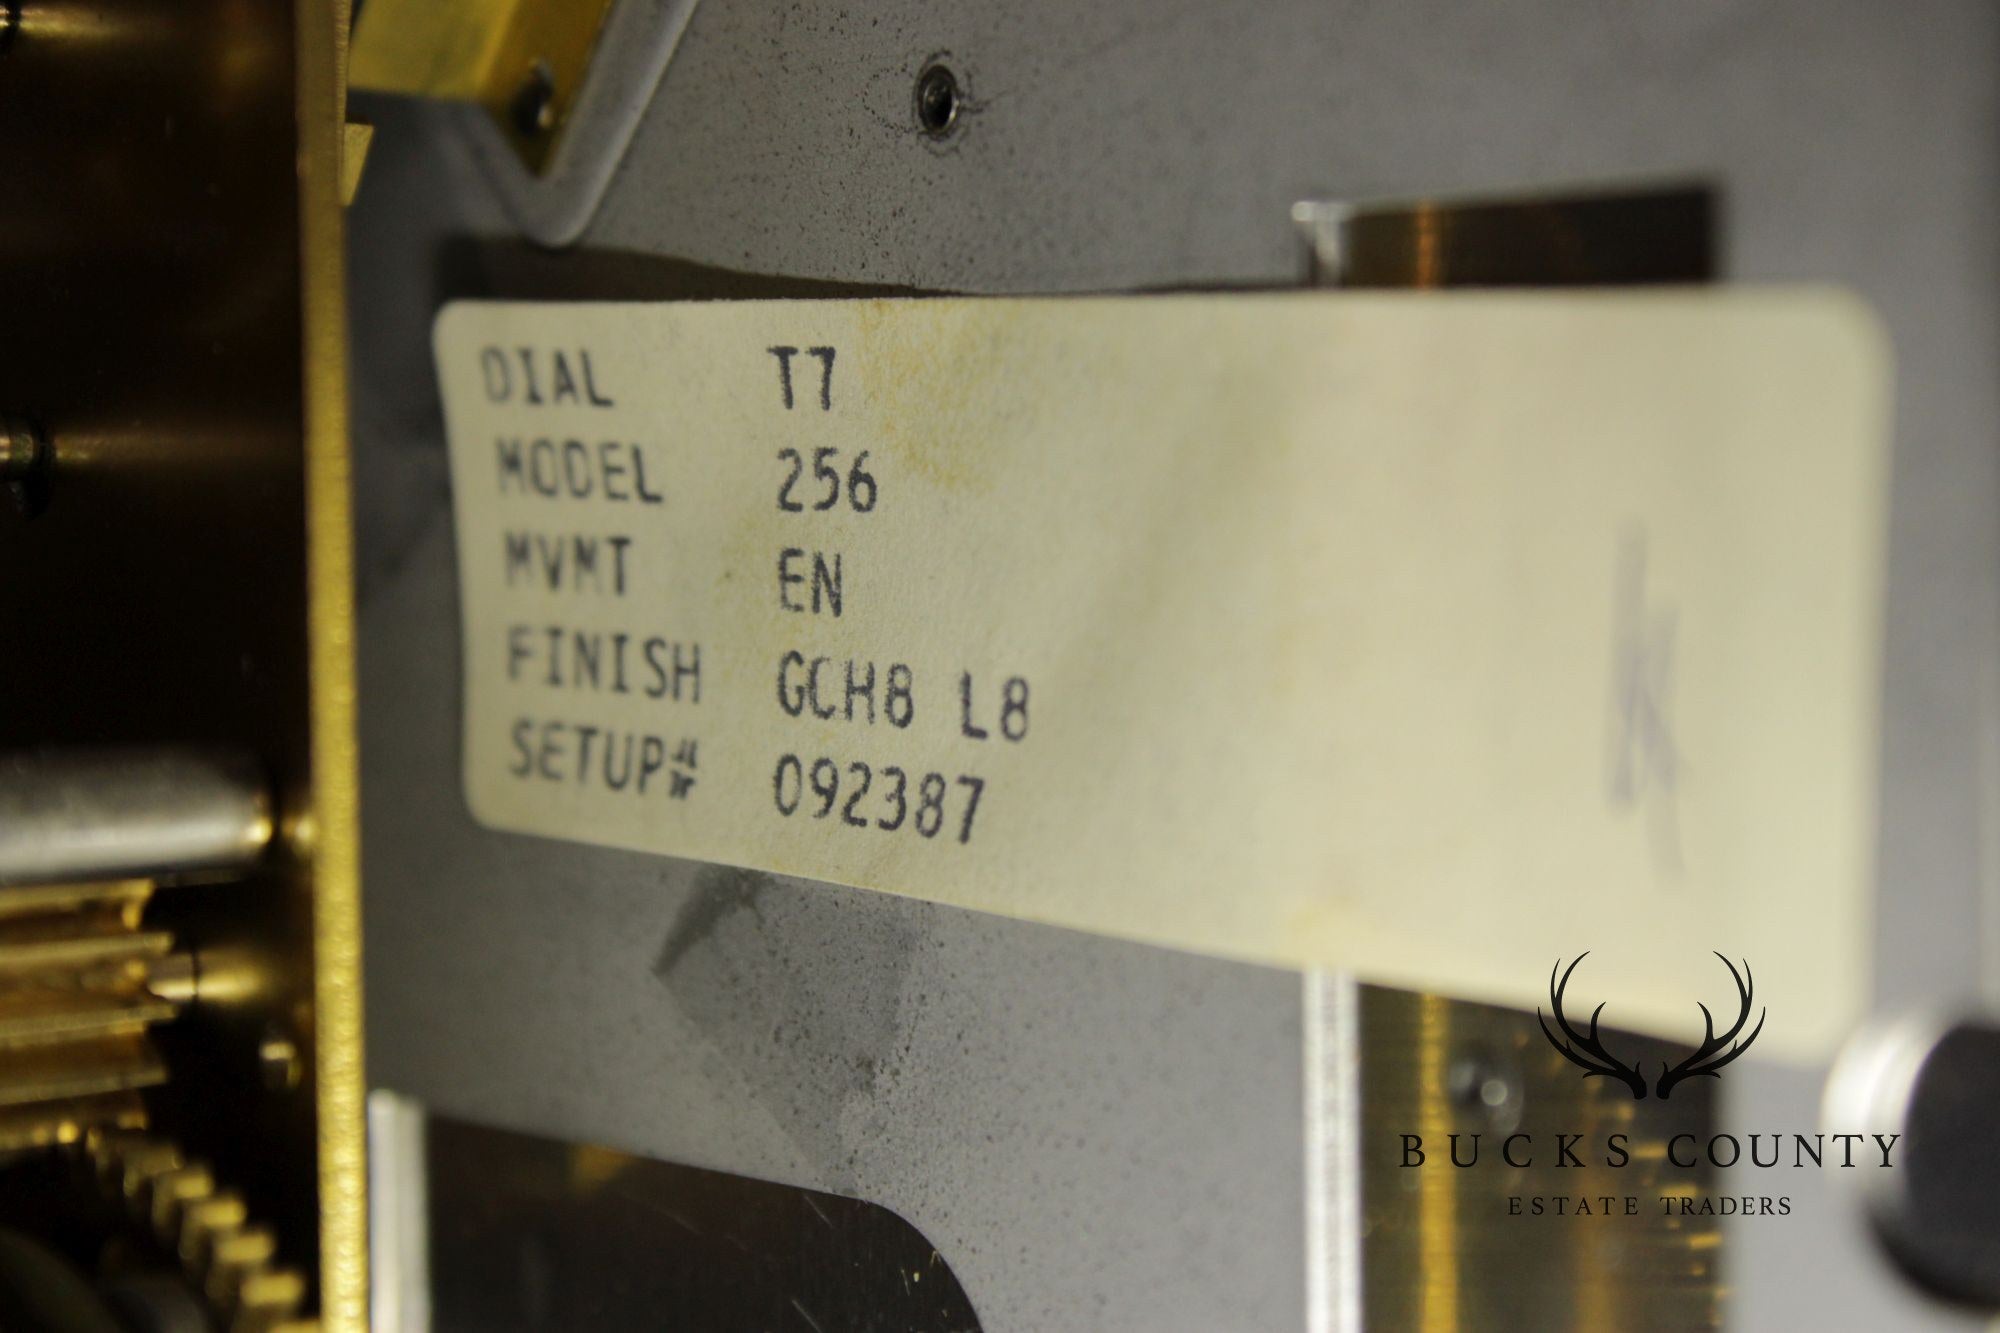 DIAL T7
MODEL 256
MVMT EN
FINISH GCH8 L8
SETUP# 092387
BUCKS COUNTY
ESTATE TRADERS